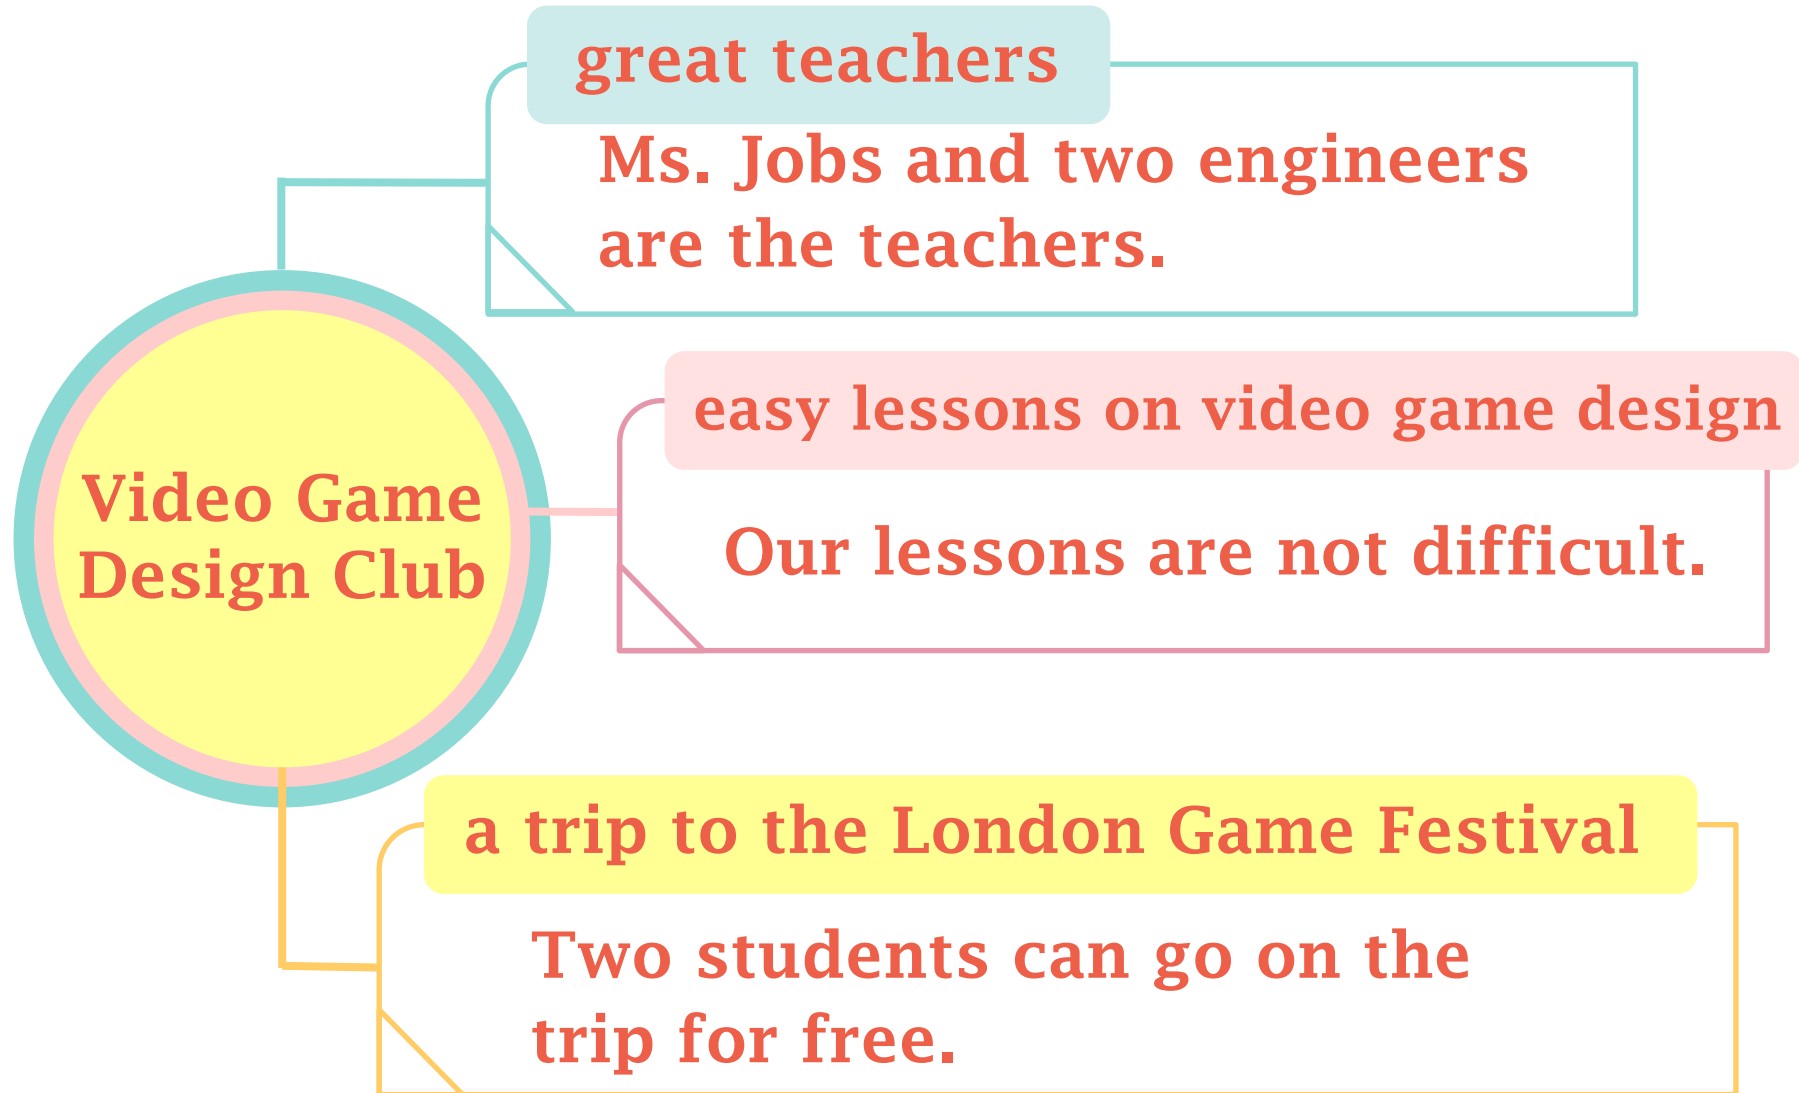 great teachers
Ms. Jobs and two engineers
are the teachers.
easy lessons on video game design
Our lessons are not difficult.
Video Game
Design Club
a trip to the London Game Festival
Two students can go on the
trip for free.